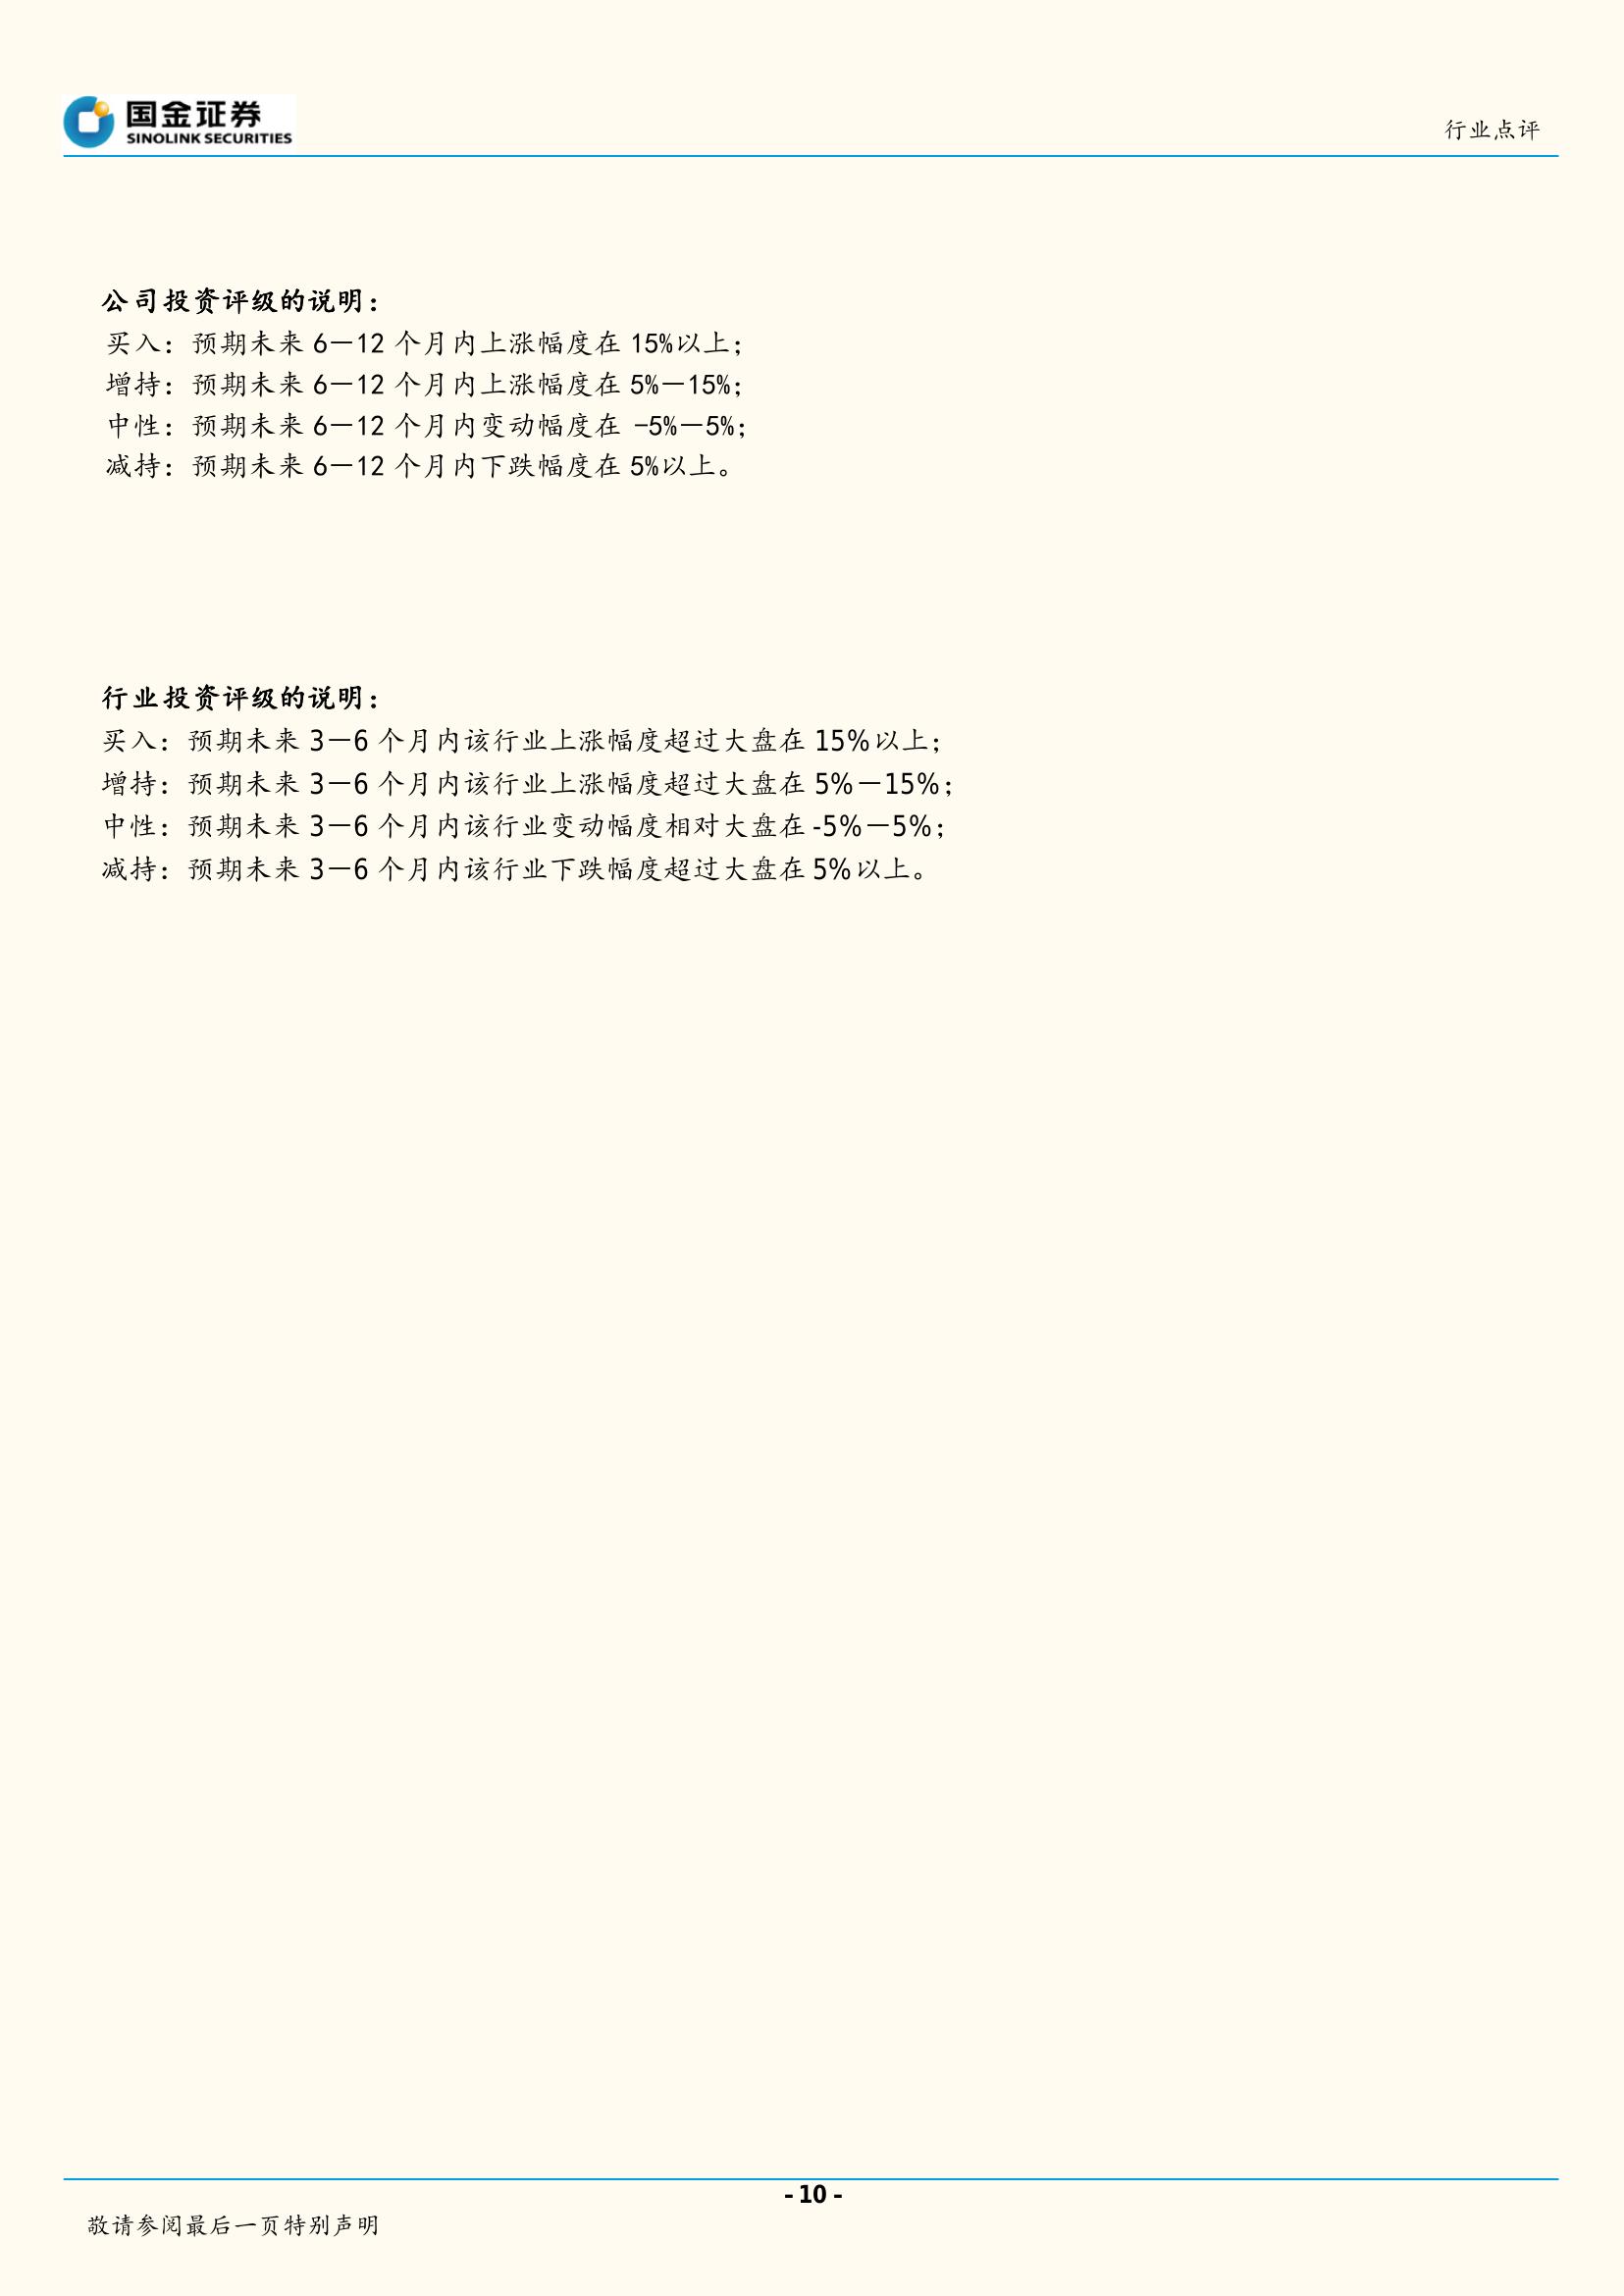 国金证券
SINOLINK SECURITIES
行业点评
公司投资评级的说明：
买入：预期未来 6－12 个月内上涨幅度在 15%以上；
增持：预期未来 6－12 个月内上涨幅度在 5%－15%；
中性：预期未来 6－12 个月内变动幅度在 -5%－5%；
减持：预期未来 6－12 个月内下跌幅度在 5%以上。
行业投资评级的说明：
买入：预期未来 3－6 个月内该行业上涨幅度超过大盘在 15%以上；
增持：预期未来 3－6 个月内该行业上涨幅度超过大盘在 5%－15%；
中性：预期未来 3－6 个月内该行业变动幅度相对大盘在 -5%－5%；
减持：预期未来 3－6 个月内该行业下跌幅度超过大盘在 5%以上。
- 10 -
敬请参阅最后一页特别声明